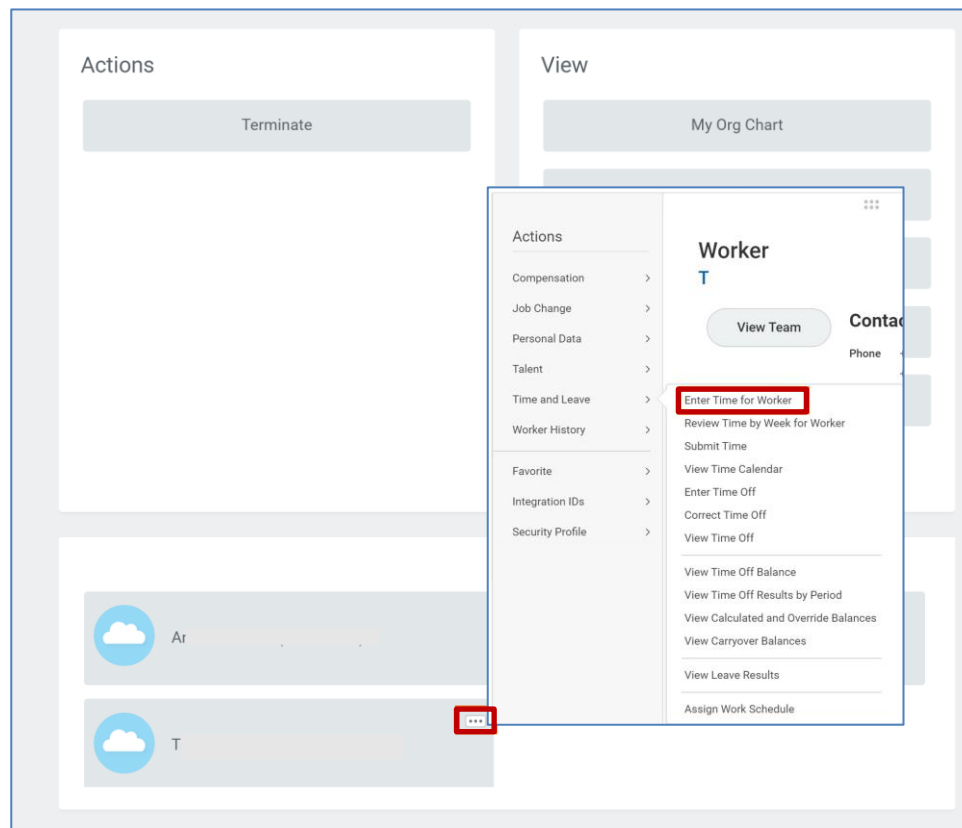 Actions
Terminate
View
My Org Chart
Actions
Compensation
Job Change
Personal Data
Talent
Time and Leave
Worker History
Favorite
Integration IDs
Security Profile
Worker
T
View Team
Contac
Phone
Enter Time for Worker
Review Time by Week for Worker
Submit Time
View Time Calendar
Enter Time Off
Correct Time Off
View Time Off
View Time Off Balance
View Time Off Results by Period
View Calculated and Override Balances
View Carryover Balances
View Leave Results
Assign Work Schedule
Ar
T